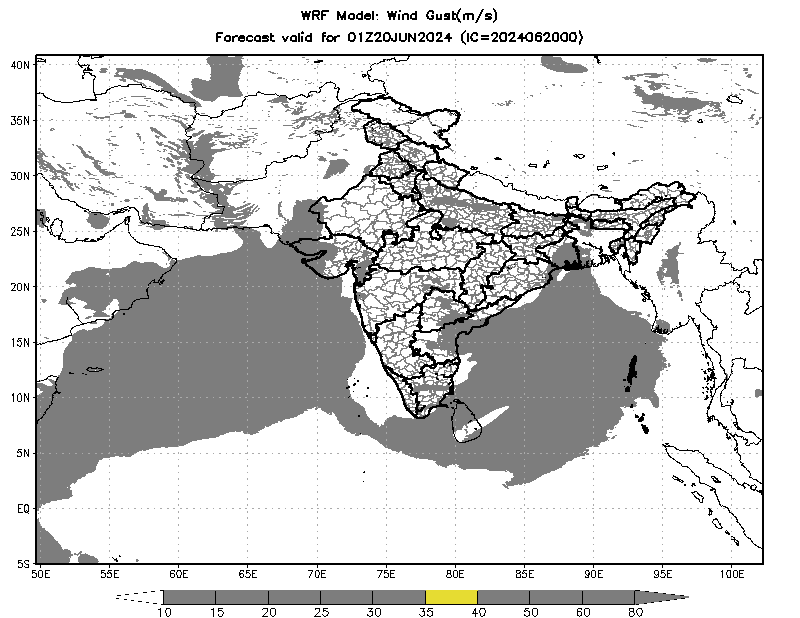 WRF Model: Wind Gust(m/s)
Forecast valid for 01Z20JUN2024 (IC=2024062000)
40N
35N
30N
25N
20N
15N
10N
5N
EQ
5S
50E 55E 60E 65E 70E 75E 80E 85E 90E 95E 100E
10 15 20 25 30 35 40 50 60 80